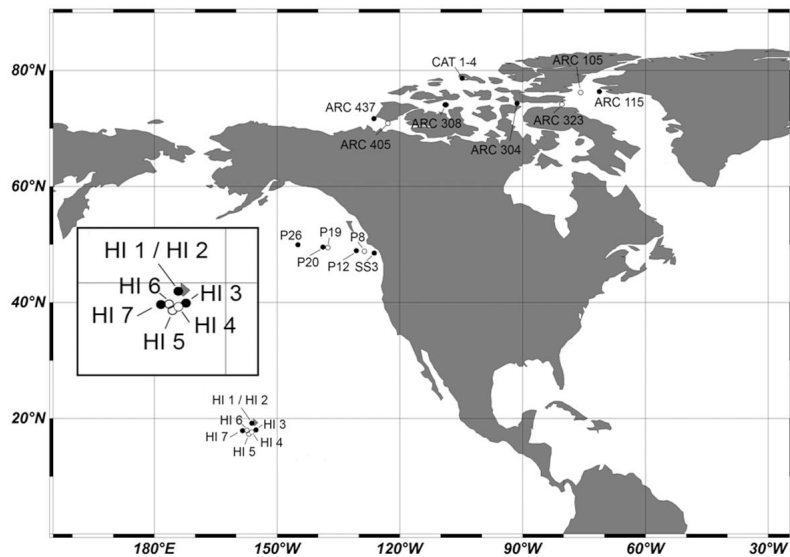 80°N
60°N
40°N
20°N
CAT 1-4
ARC 105
ARC 437
ARC 115
ARC 405
ARC 308
ARC 304
ARC 323
P26
P19
P8
P20
P12
SS3
HI 1 / HI 2
HI 6
HI 3
HI 7
HI 4
HI 5
HI 1 / HI 2
HI 6
HI 3
HI 7
HI 4
HI 5
180°E
150°W
120°W
90°W
60°W
30°W